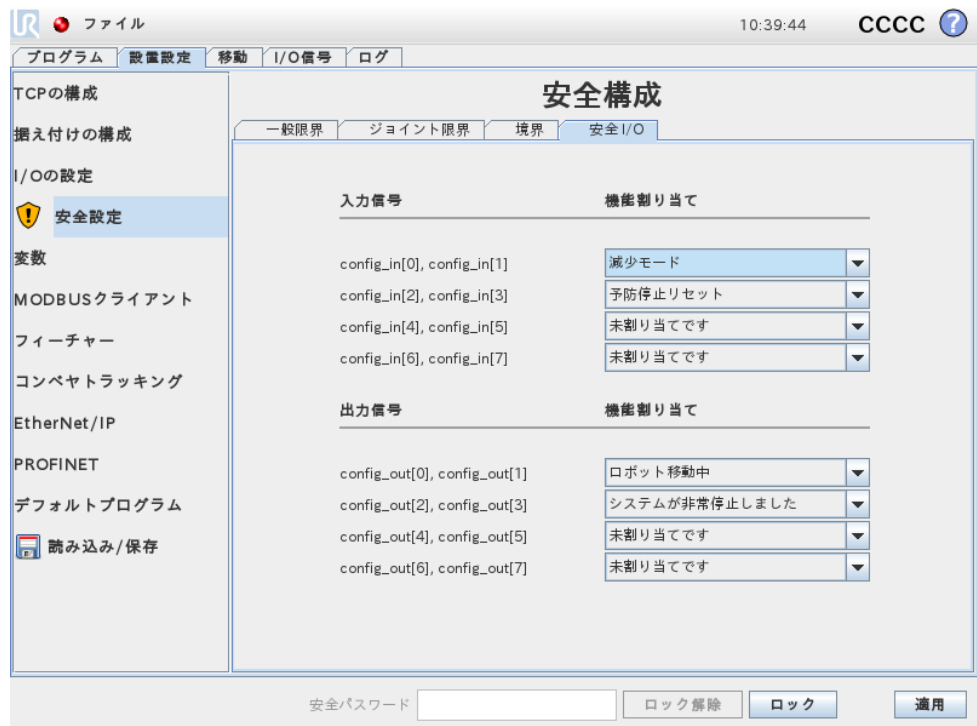 UR ファイル 10:39:44 CCCC ?
プログラム 設置設定 移動 I/O信号 ログ
TCPの構成
据え付けの構成
I/Oの設定
安全設定
変数
MODBUSクライアント
フィーチャー
コンベヤトラッキング
EtherNet/IP
PROFINET
デフォルトプログラム
読み込み/保存
安全構成
一般限界 ジョイント限界 境界 安全I/O
入力信号 機能割り当て
config_in[0], config_in[1] 減少モード
config_in[2], config_in[3] 予防停止リセット
config_in[4], config_in[5] 未割り当てです
config_in[6], config_in[7] 未割り当てです
出力信号 機能割り当て
config_out[0], config_out[1] ロボット移動中
config_out[2], config_out[3] システムが非常停止しました
config_out[4], config_out[5] 未割り当てです
config_out[6], config_out[7] 未割り当てです
安全パスワード ロック解除 ロック 適用